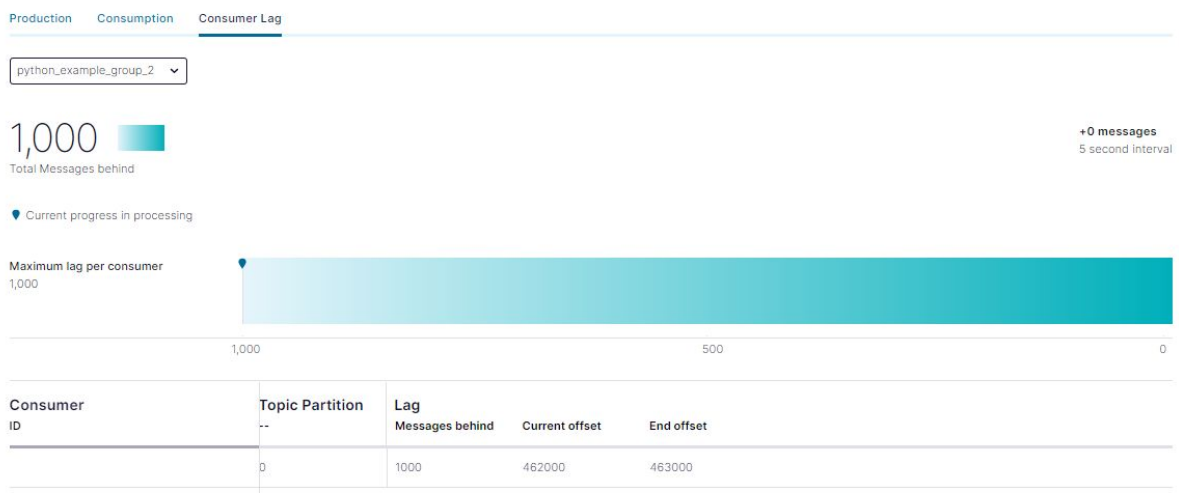 Production Consumption Consumer Lag
python_example_group_2
1,000
Total Messages behind
+0 messages
5 second interval
Current progress in processing
Maximum lag per consumer
1,000
1,000 500 0
Consumer Topic Partition Lag
ID -- Messages behind Current offset End offset
0 1000 462000 463000